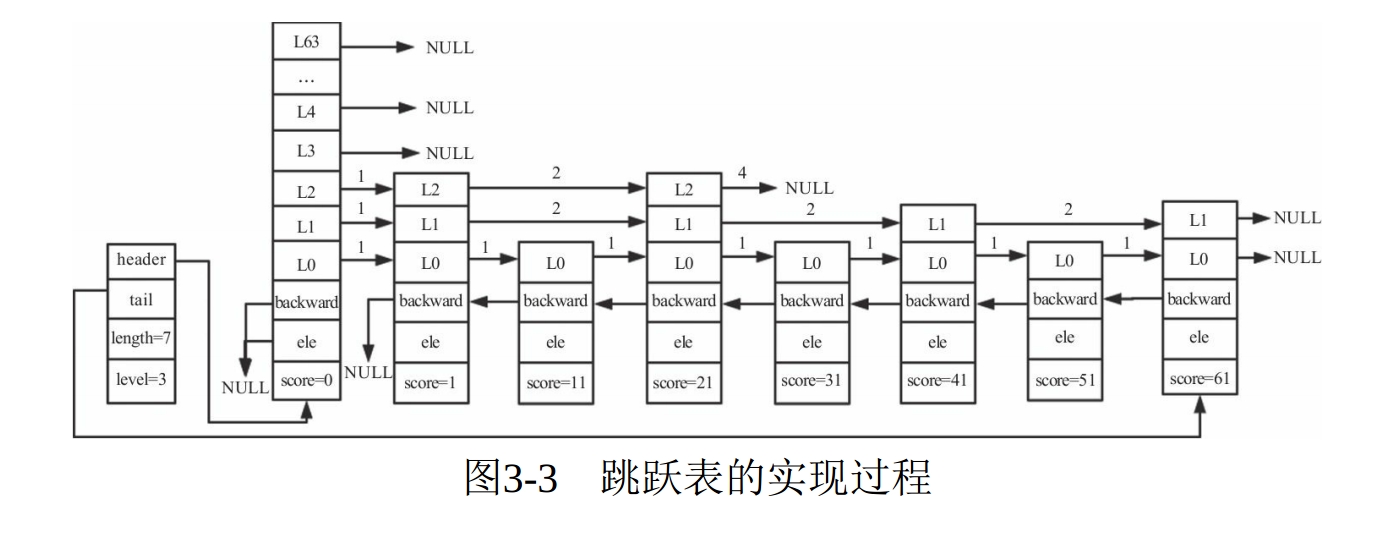 L63 NULL
…
L4 NULL
L3 NULL
L2 1 L2 2 L2 4 NULL
L1 1 L1 2 L1 2 L1 2 L1 NULL
L0 1 L0 1 L0 1 L0 1 L0 1 L0 1 L0 1 L0 NULL
header
tail
length=7
level=3
backward backward backward backward backward backward backward backward
ele ele ele ele ele ele ele ele
NULL NULL
score=0 score=1 score=11 score=21 score=31 score=41 score=51 score=61
图3-3 跳跃表的实现过程